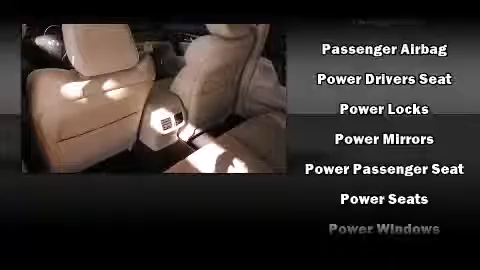 Passenger Airbag
Power Drivers Seat
Power Locks
Power Mirrors
Power Passenger Seat
Power Seats
Power Windows